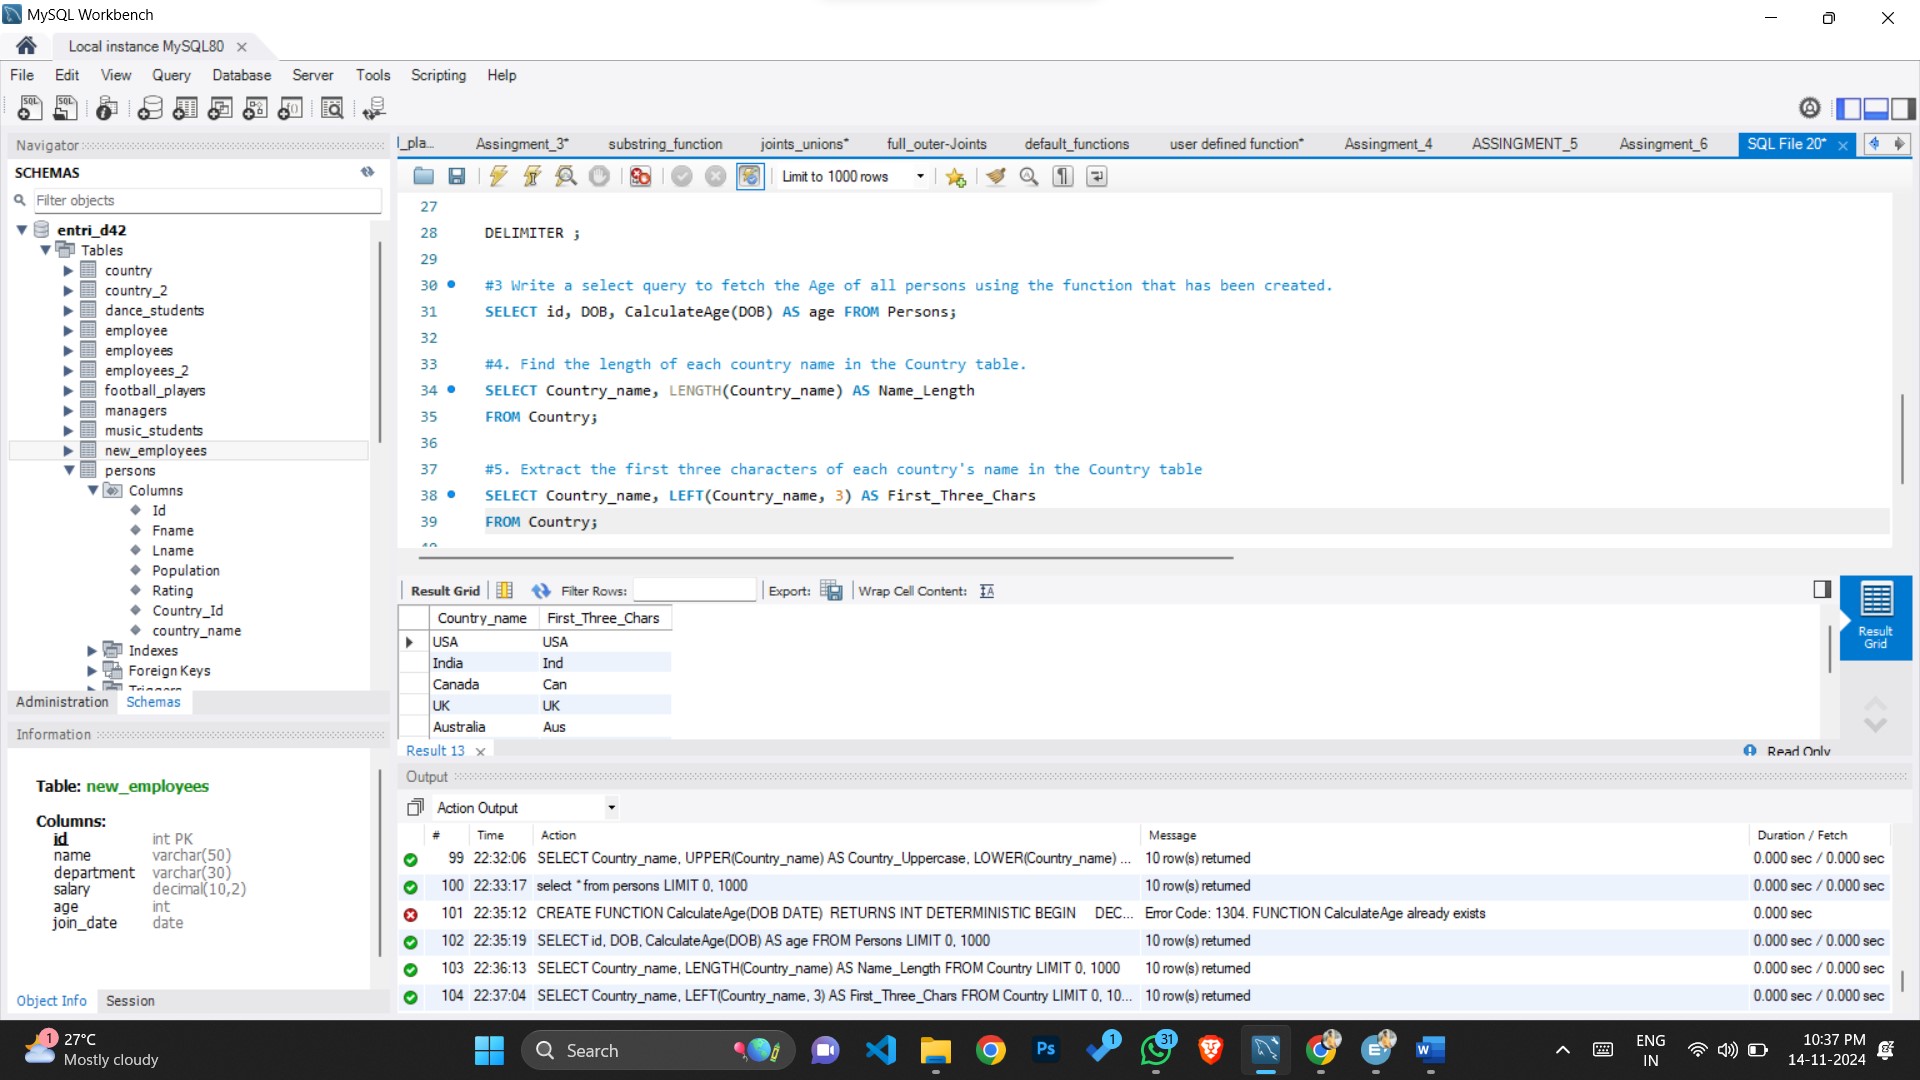 MySQL Workbench
Local instance MySQL80
File Edit View Query Database Server Tools Scripting Help
Navigator
SCHEMAS
Filter objects
entri_d42
Tables
country
country_2
dance_students
employee
employees
employees_2
football_players
managers
music_students
new_employees
persons
Columns
Id
Fname
Lname
Population
Rating
Country_Id
country_name
Indexes
Foreign Keys
Triggers
Administration Schemas
Information
Table: new_employees
Columns:
id int PK
name varchar(50)
department varchar(30)
salary decimal(10,2)
age int
join_date date
Object Info Session
l_pla... Assingment_3* substring_function joints_unions* full_outer-Joints default_functions user defined function* Assingment_4 ASSINGMENT_5 Assingment_6 SQL File 20*
Limit to 1000 rows
27
28 DELIMITER ;
29
30 #3 Write a select query to fetch the Age of all persons using the function that has been created.
31 SELECT id, DOB, CalculateAge(DOB) AS age FROM Persons;
32
33 #4. Find the length of each country name in the Country table.
34 SELECT Country_name, LENGTH(Country_name) AS Name_Length
35 FROM Country;
36
37 #5. Extract the first three characters of each country's name in the Country table
38 SELECT Country_name, LEFT(Country_name, 3) AS First_Three_Chars
39 FROM Country;
40
Result Grid Filter Rows: Export: Wrap Cell Content:
Country_name First_Three_Chars
USA USA
India Ind
Canada Can
UK UK
Australia Aus
Result Grid
Result 13 Read Only
Output
Action Output
# Time Action Message Duration / Fetch
99 22:32:06 SELECT Country_name, UPPER(Country_name) AS Country_Uppercase, LOWER(Country_name) ... 10 row(s) returned 0.000 sec / 0.000 sec
100 22:33:17 select * from persons LIMIT 0, 1000 10 row(s) returned 0.000 sec / 0.000 sec
101 22:35:12 CREATE FUNCTION CalculateAge(DOB DATE) RETURNS INT DETERMINISTIC BEGIN DEC... Error Code: 1304. FUNCTION CalculateAge already exists 0.000 sec
102 22:35:19 SELECT id, DOB, CalculateAge(DOB) AS age FROM Persons LIMIT 0, 1000 10 row(s) returned 0.000 sec / 0.000 sec
103 22:36:13 SELECT Country_name, LENGTH(Country_name) AS Name_Length FROM Country LIMIT 0, 1000 10 row(s) returned 0.000 sec / 0.000 sec
104 22:37:04 SELECT Country_name, LEFT(Country_name, 3) AS First_Three_Chars FROM Country LIMIT 0, 10... 10 row(s) returned 0.000 sec / 0.000 sec
1 27°C
Mostly cloudy
Search
Ps
1
31
ENG
IN
10:37 PM
14-11-2024